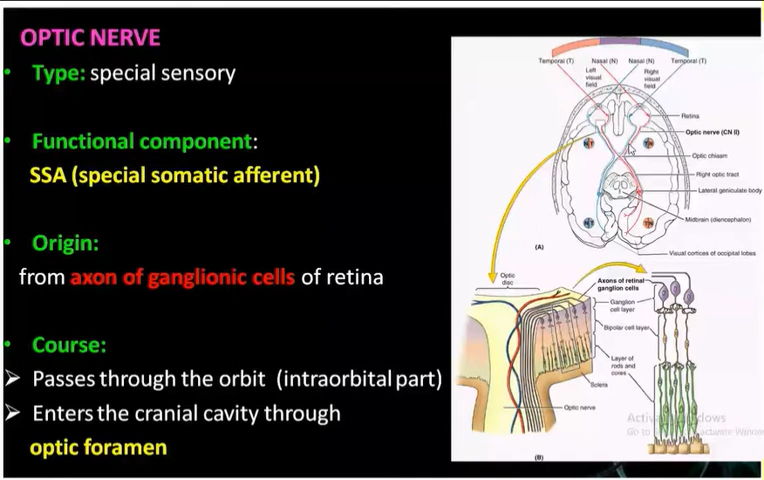 OPTIC NERVE
• Type: special sensory
• Functional component:
SSA (special somatic afferent)
• Origin:
from axon of ganglionic cells of retina
• Course:
➢ Passes through the orbit (intraorbital part)
➢ Enters the cranial cavity through
optic foramen
Temporal (T)
Nasal (N)
Nasal (N)
Temporal (T)
Left
visual
field
Right
visual
field
Retina
Optic nerve (CN II)
Optic chiasm
Right optic tract
Lateral geniculate body
Midbrain (diencephalon)
Visual cortices of occipital lobes
(A)
Optic
disc
Axons of retinal
ganglion cells
Ganglion
cell layer
Bipolar cell layer
Layer of
rods and
cones
Sclera
Optic nerve
(B)